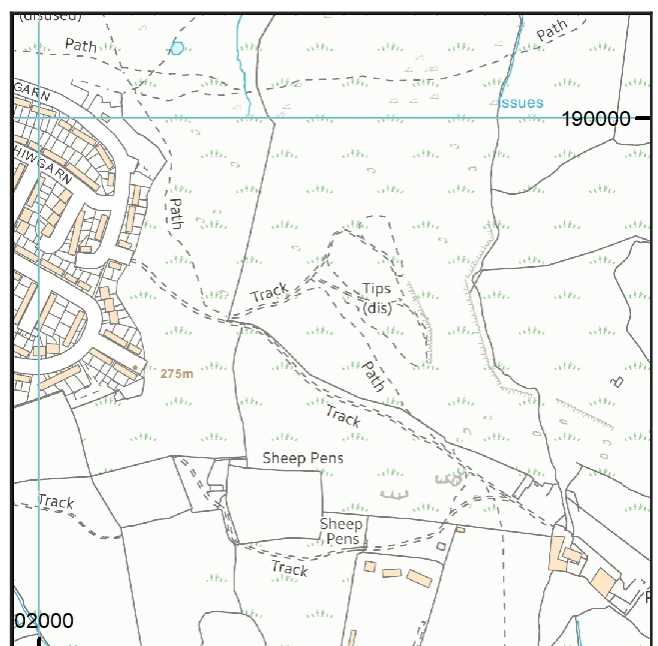 (disused)
Path
Path
Issues
190000
GARN
HIWGARN
Path
Track
Tips
(dis)
275m
Path
Track
Sheep Pens
Track
Sheep
Pens
Track
02000